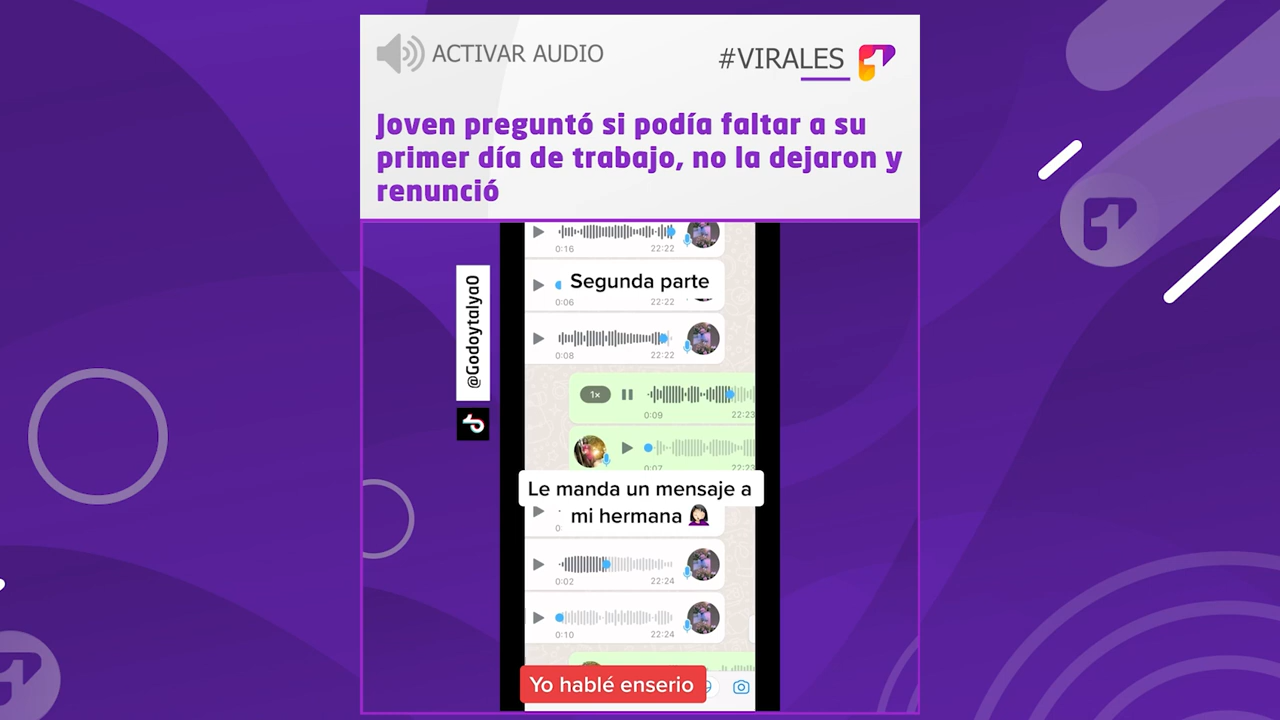 ACTIVAR AUDIO
#VIRALES
Joven preguntó si podía faltar a su
primer día de trabajo, no la dejaron y
renunció
@Godoytalya0
0:16 22:22
Segunda parte
0:06 22:22
0:08 22:22
1x
0:09 22:23
0:07 22:23
Le manda un mensaje a
mi hermana
0:02 22:24
0:10 22:24
Yo hablé enserio